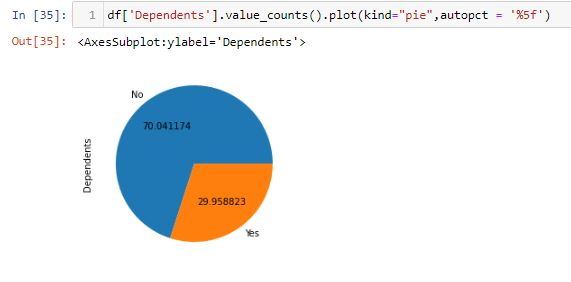 In [35]: 1 df['Dependents'].value_counts().plot(kind="pie",autopct = '%5f')
Out[35]: <AxesSubplot:ylabel='Dependents'>
No
70.041174
Dependents
29.958823
Yes